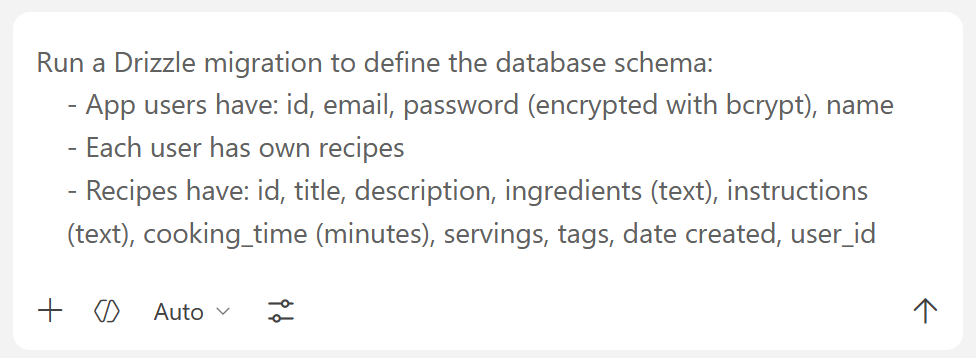 Run a Drizzle migration to define the database schema:
- App users have: id, email, password (encrypted with bcrypt), name
- Each user has own recipes
- Recipes have: id, title, description, ingredients (text), instructions
(text), cooking_time (minutes), servings, tags, date created, user_id
Auto